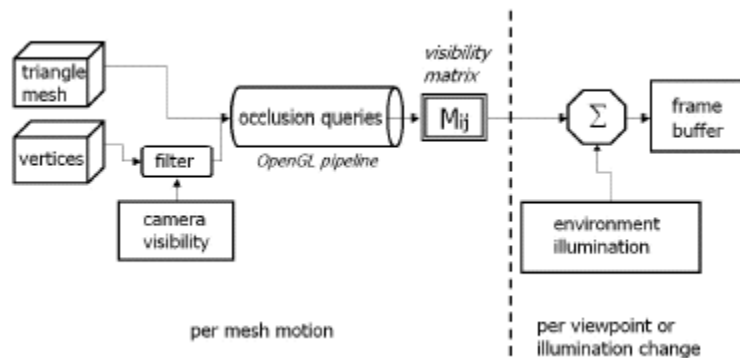 triangle
mesh
vertices
filter
camera
visibility
occlusion queries
OpenGL pipeline
visibility
matrix
Mij
Σ
frame
buffer
environment
illumination
per mesh motion
per viewpoint or
illumination change